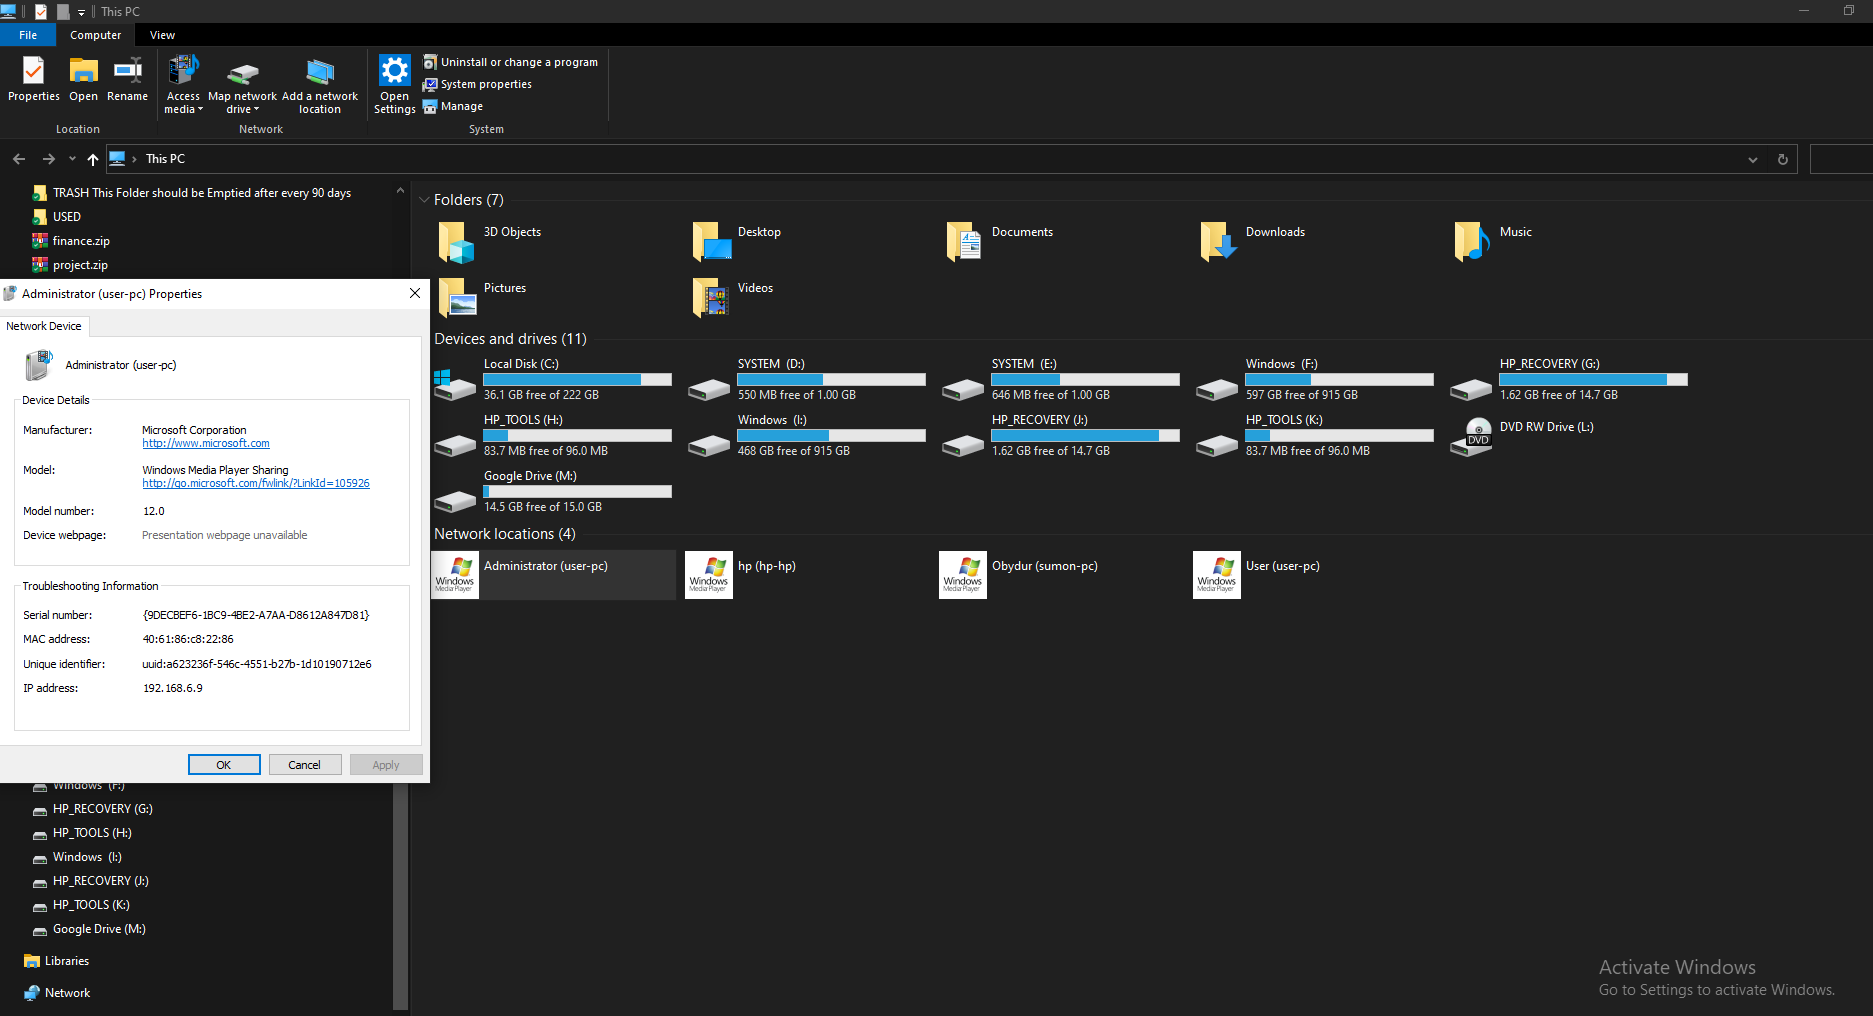 This PC
File
Computer
View
Properties
Open
Rename
Access media
Map network drive
Add a network location
Open Settings
Uninstall or change a program
System properties
Manage
Location
Network
System
This PC
TRASH This Folder should be Emptied after every 90 days
USED
finance.zip
project.zip
Administrator (user-pc) Properties
Network Device
Administrator (user-pc)
Device Details
Manufacturer:
Microsoft Corporation
http://www.microsoft.com
Model:
Windows Media Player Sharing
http://go.microsoft.com/fwlink/?LinkId=105926
Model number:
12.0
Device webpage:
Presentation webpage unavailable
Troubleshooting Information
Serial number:
{9DECBEF6-1BC9-4BE2-A7AA-D8612A847D81}
MAC address:
40:61:86:c8:22:86
Unique identifier:
uuid:a623236f-546c-4551-b27b-1d10190712e6
IP address:
192.168.6.9
OK
Cancel
Apply
Windows (F:)
HP_RECOVERY (G:)
HP_TOOLS (H:)
Windows (I:)
HP_RECOVERY (J:)
HP_TOOLS (K:)
Google Drive (M:)
Libraries
Network
Folders (7)
3D Objects
Desktop
Documents
Downloads
Music
Pictures
Videos
Devices and drives (11)
Local Disk (C:)
36.1 GB free of 222 GB
SYSTEM (D:)
550 MB free of 1.00 GB
SYSTEM (E:)
646 MB free of 1.00 GB
Windows (F:)
597 GB free of 915 GB
HP_RECOVERY (G:)
1.62 GB free of 14.7 GB
HP_TOOLS (H:)
83.7 MB free of 96.0 MB
Windows (I:)
468 GB free of 915 GB
HP_RECOVERY (J:)
1.62 GB free of 14.7 GB
HP_TOOLS (K:)
83.7 MB free of 96.0 MB
DVD
DVD RW Drive (L:)
Google Drive (M:)
14.5 GB free of 15.0 GB
Network locations (4)
Windows
Media Player
Administrator (user-pc)
Windows
Media Player
hp (hp-hp)
Windows
Media Player
Obydur (sumon-pc)
Windows
Media Player
User (user-pc)
Activate Windows
Go to Settings to activate Windows.